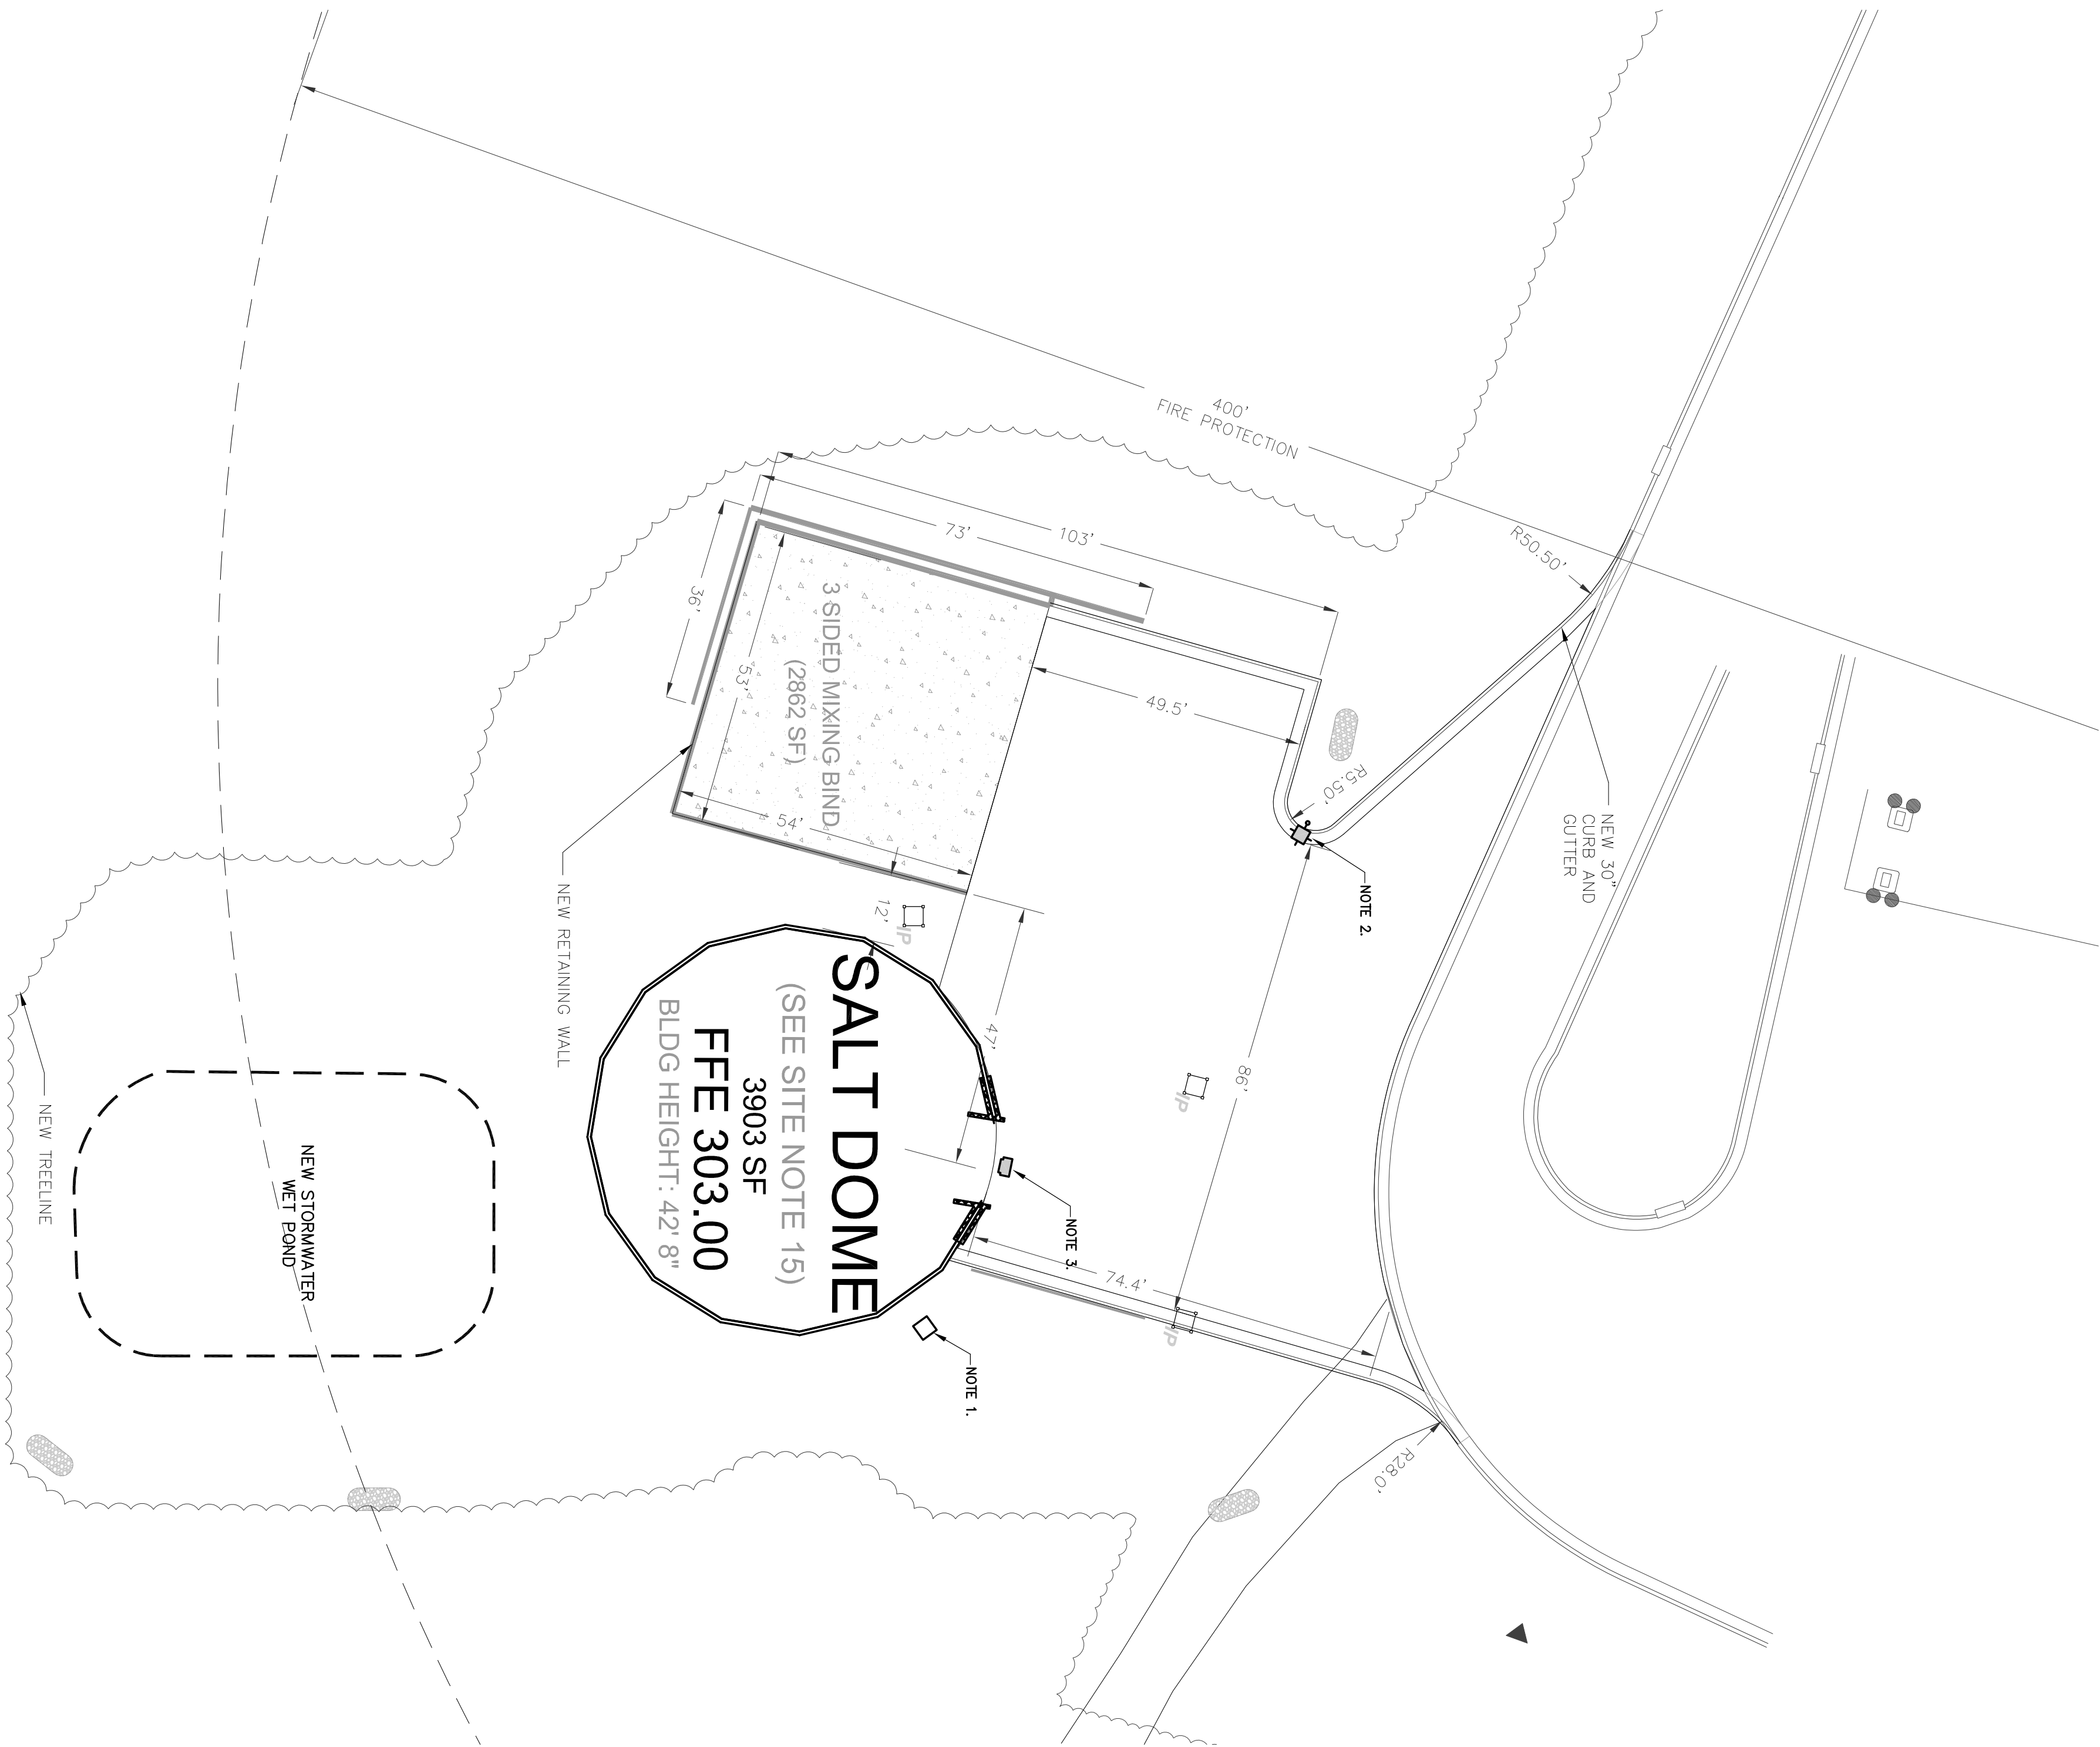 400'
FIRE PROTECTION
103'
73'
36'
53'
54'
3 SIDED MIXING BIND
(2862 SF)
49.5'
R50.50'
R5.50'
NEW 30"
CURB AND
GUTTER
NOTE 2.
NEW RETAINING WALL
12'
IP
47'
86'
IP
SALT DOME
(SEE SITE NOTE 15)
3903 SF
FFE 303.00
BLDG HEIGHT: 42' 8"
NOTE 3.
74.4'
IP
NOTE 1.
R28.0'
NEW STORMWATER
WET POND
NEW TREELINE